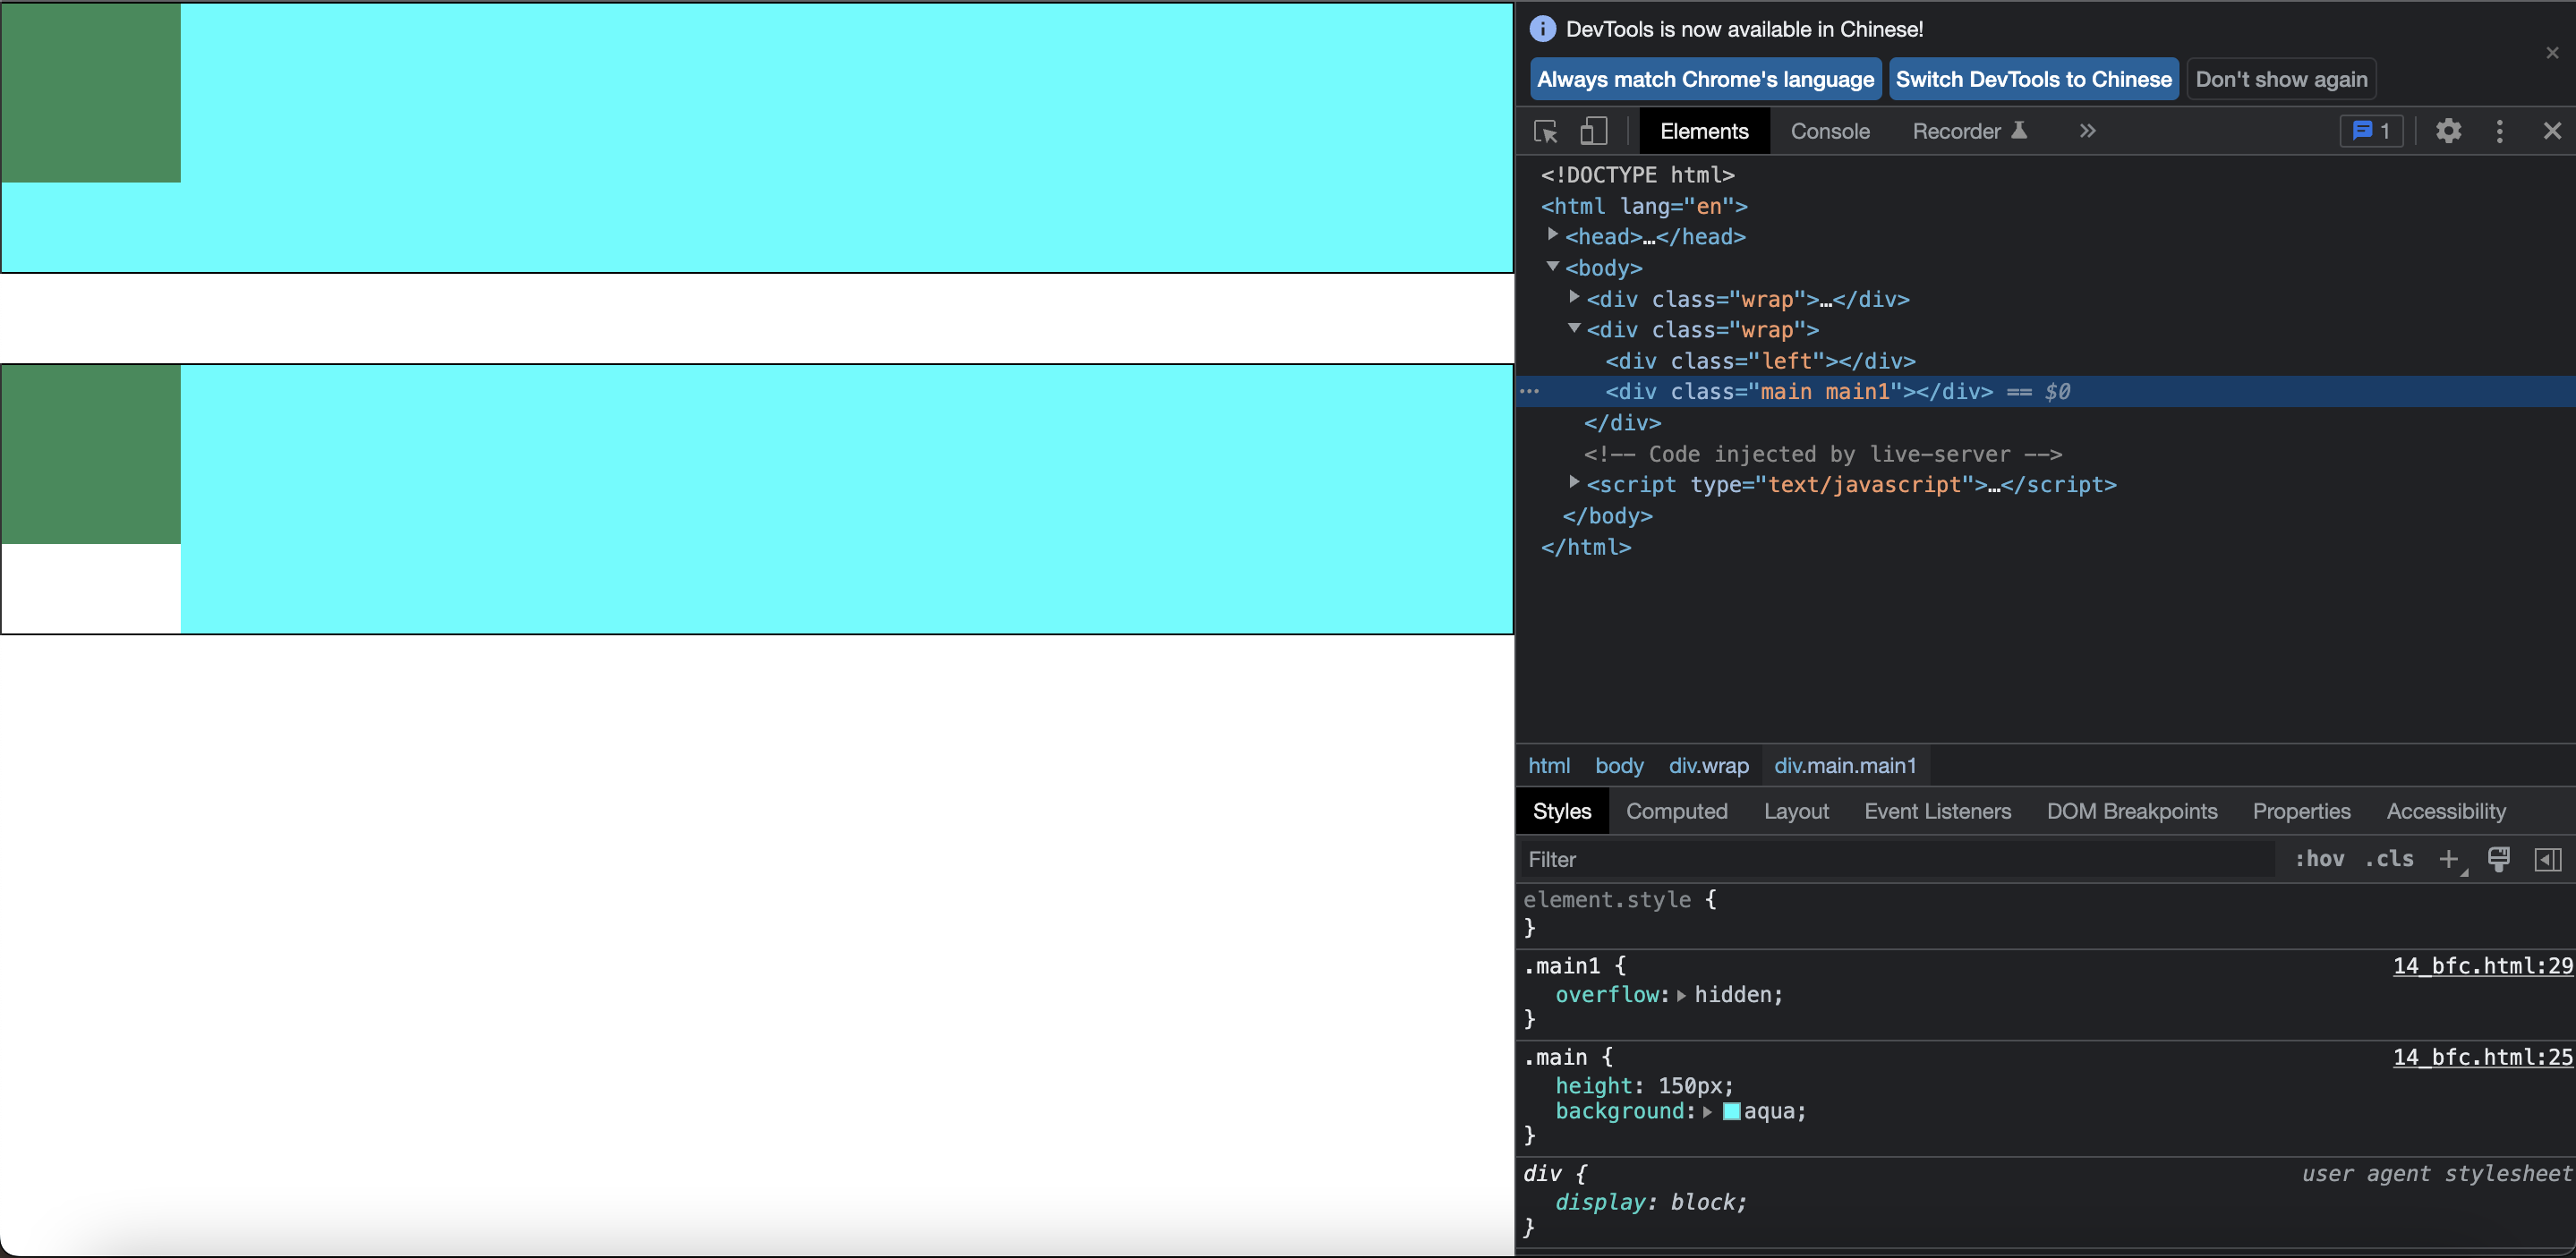 DevTools is now available in Chinese!
Always match Chrome's language Switch DevTools to Chinese Don't show again
Elements Console Recorder 1
<!DOCTYPE html>
<html lang="en">
<head>…</head>
<body>
<div class="wrap">…</div>
<div class="wrap">
<div class="left"></div>
<div class="main main1"></div> == $0
</div>
<!-- Code injected by live-server -->
<script type="text/javascript">…</script>
</body>
</html>
html body div.wrap div.main.main1
Styles Computed Layout Event Listeners DOM Breakpoints Properties Accessibility
Filter :hov .cls
element.style {
}
.main1 { 14_bfc.html:29
overflow: hidden;
}
.main { 14_bfc.html:25
height: 150px;
background: aqua;
}
div { user agent stylesheet
display: block;
}